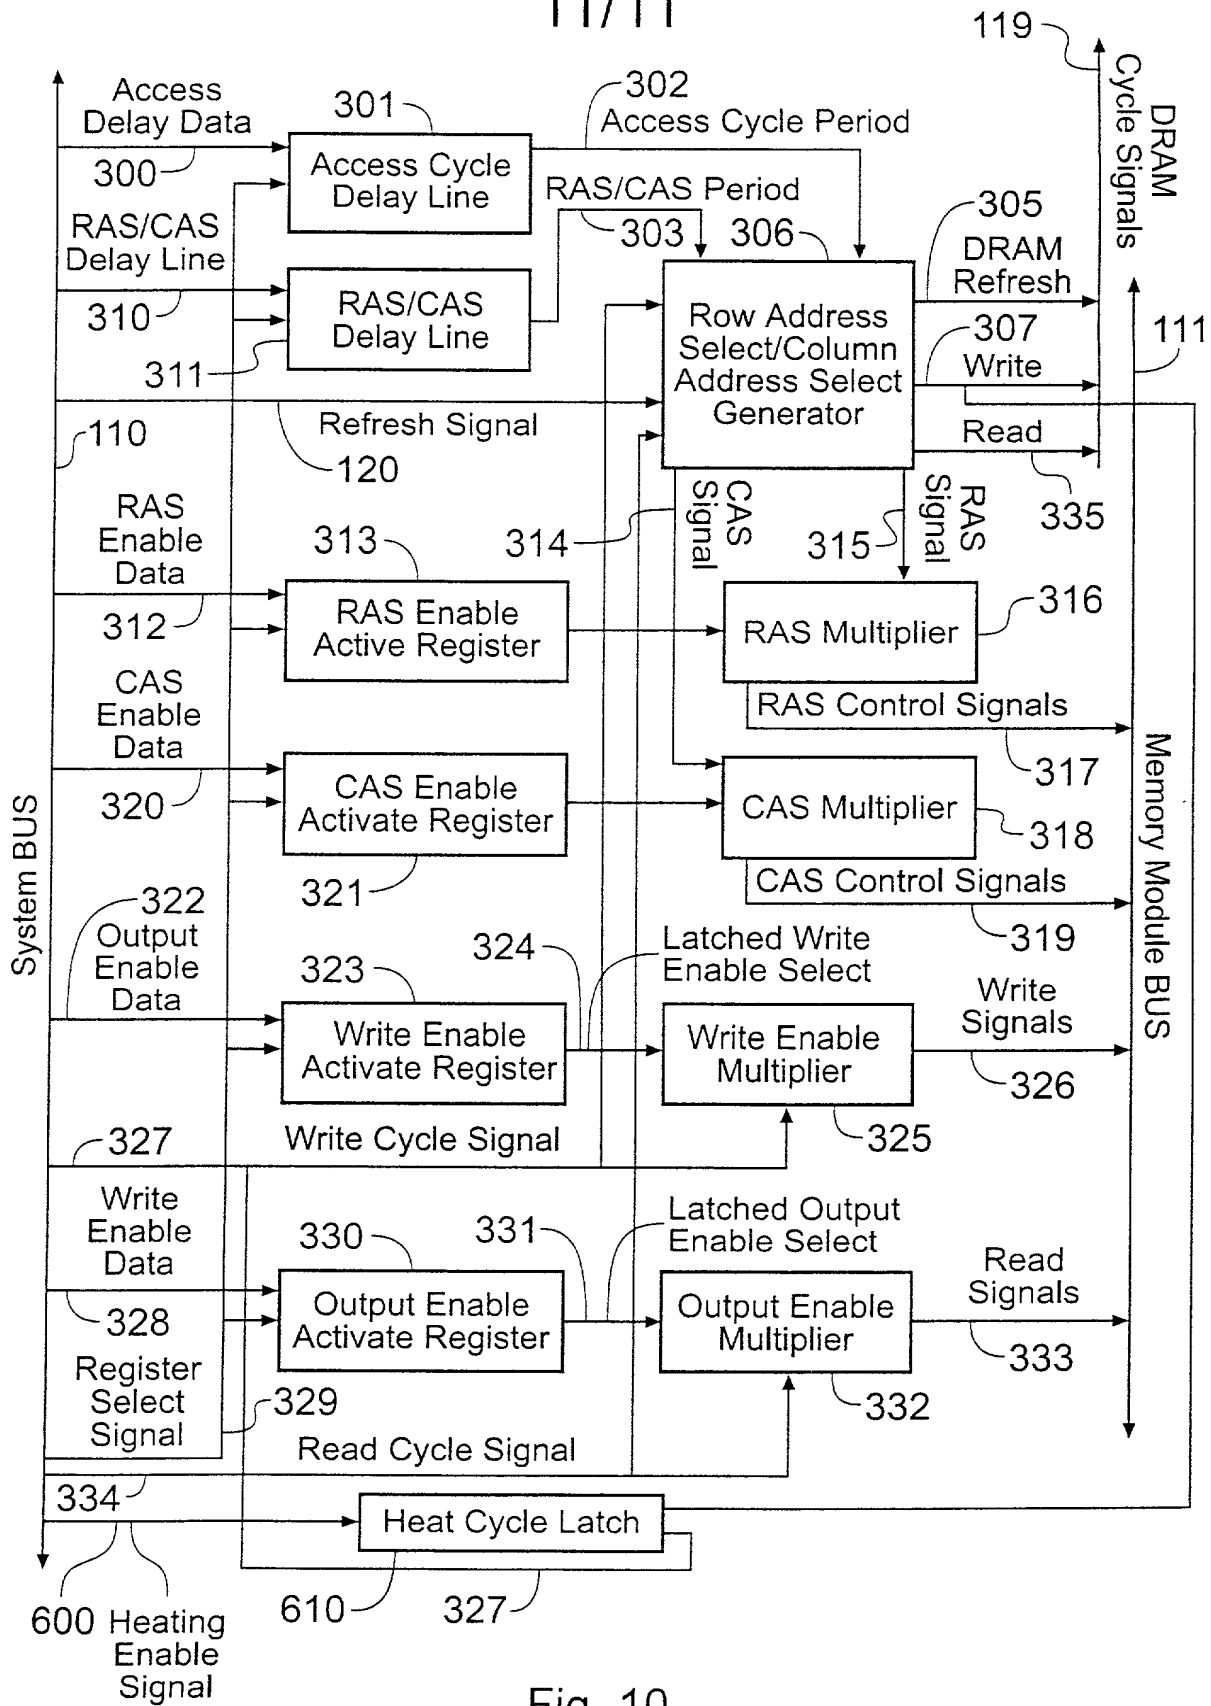 11/11
119
DRAM
Cycle Signals
Access
Delay Data
300
301
Access Cycle
Delay Line
302
Access Cycle Period
RAS/CAS Period
303
306
305
DRAM
Refresh
RAS/CAS
Delay Line
310
311
RAS/CAS
Delay Line
Row Address
Select/Column
Address Select
Generator
307
Write
111
Read
335
Refresh Signal
120
110
CAS
Signal
314
RAS
Signal
315
RAS
Enable
Data
312
313
RAS Enable
Active Register
RAS Multiplier
316
RAS Control Signals
317
CAS
Enable
Data
320
CAS Enable
Activate Register
321
CAS Multiplier
318
CAS Control Signals
319
System BUS
Memory Module BUS
322
Output
Enable
Data
323
Write Enable
Activate Register
324
Latched Write
Enable Select
Write Enable
Multiplier
325
Write
Signals
326
327
Write Cycle Signal
Write
Enable
Data
328
330
Output Enable
Activate Register
331
Latched Output
Enable Select
Output Enable
Multiplier
332
Read
Signals
333
Register
Select
Signal
329
Read Cycle Signal
334
Heat Cycle Latch
610
327
600 Heating
Enable
Signal
Fig. 10